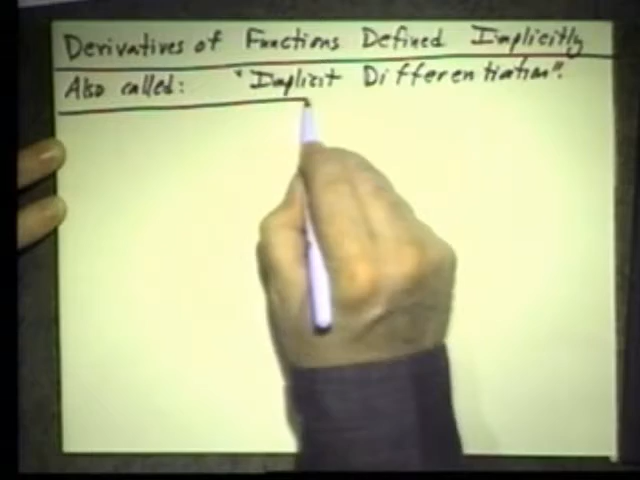 Derivatives of Functions Defined Implicitly
Also called: "Implicit Differentiation".